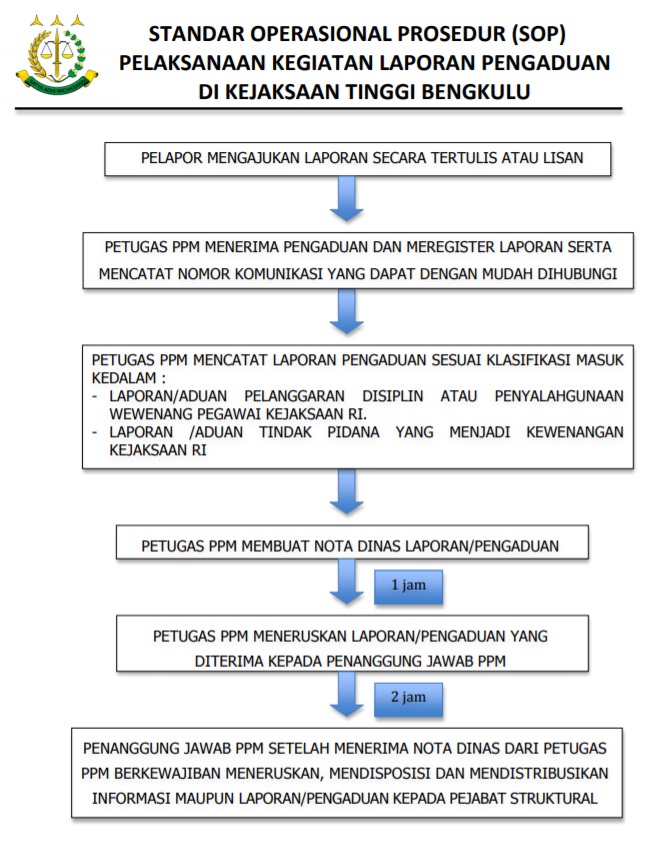 STANDAR OPERASIONAL PROSEDUR (SOP)
PELAKSANAAN KEGIATAN LAPORAN PENGADUAN
DI KEJAKSAAN TINGGI BENGKULU
PELAPOR MENGAJUKAN LAPORAN SECARA TERTULIS ATAU LISAN
PETUGAS PPM MENERIMA PENGADUAN DAN MEREGISTER LAPORAN SERTA
MENCATAT NOMOR KOMUNIKASI YANG DAPAT DENGAN MUDAH DIHUBUNGI
PETUGAS PPM MENCATAT LAPORAN PENGADUAN SESUAI KLASIFIKASI MASUK
KEDALAM :
- LAPORAN/ADUAN PELANGGARAN DISIPLIN ATAU PENYALAHGUNAAN
WEWENANG PEGAWAI KEJAKSAAN RI.
- LAPORAN /ADUAN TINDAK PIDANA YANG MENJADI KEWENANGAN
KEJAKSAAN RI
PETUGAS PPM MEMBUAT NOTA DINAS LAPORAN/PENGADUAN
1 jam
PETUGAS PPM MENERUSKAN LAPORAN/PENGADUAN YANG
DITERIMA KEPADA PENANGGUNG JAWAB PPM
2 jam
PENANGGUNG JAWAB PPM SETELAH MENERIMA NOTA DINAS DARI PETUGAS
PPM BERKEWAJIBAN MENERUSKAN, MENDISPOSISI DAN MENDISTRIBUSIKAN
INFORMASI MAUPUN LAPORAN/PENGADUAN KEPADA PEJABAT STRUKTURAL